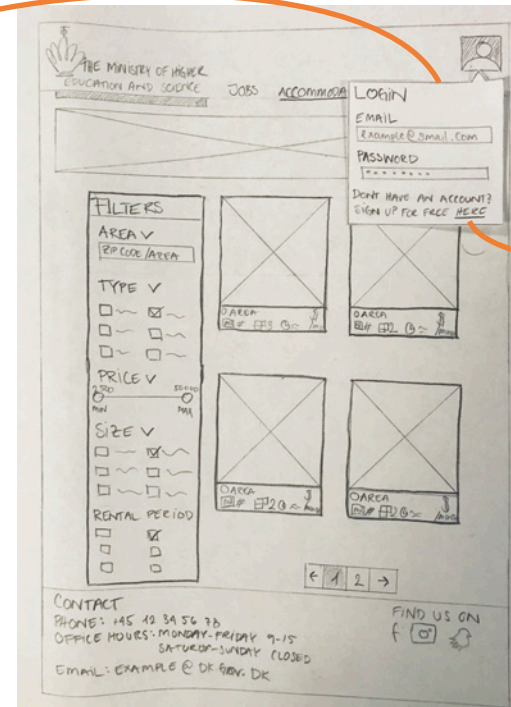 THE MINISTRY OF HIGHER
EDUCATION AND SCIENCE
JOBS
ACCOMMODA
LOGIN
EMAIL
Example@gmail.com
PASSWORD
DONT HAVE AN ACCOUNT?
SIGN UP FOR FREE HERE
FILTERS
AREA
ZIP CODE/AREA
TYPE
PRICE
MIN MAX
SIZE
RENTAL PERIOD
AREA
AREA
AREA
AREA
← 1 2 →
CONTACT
PHONE: +45 12 34 56 78
OFFICE HOURS: MONDAY-FRIDAY 9-15
CLOSED
EMAIL: EXAMPLE@DK.GOV.DK
FIND US ON
f